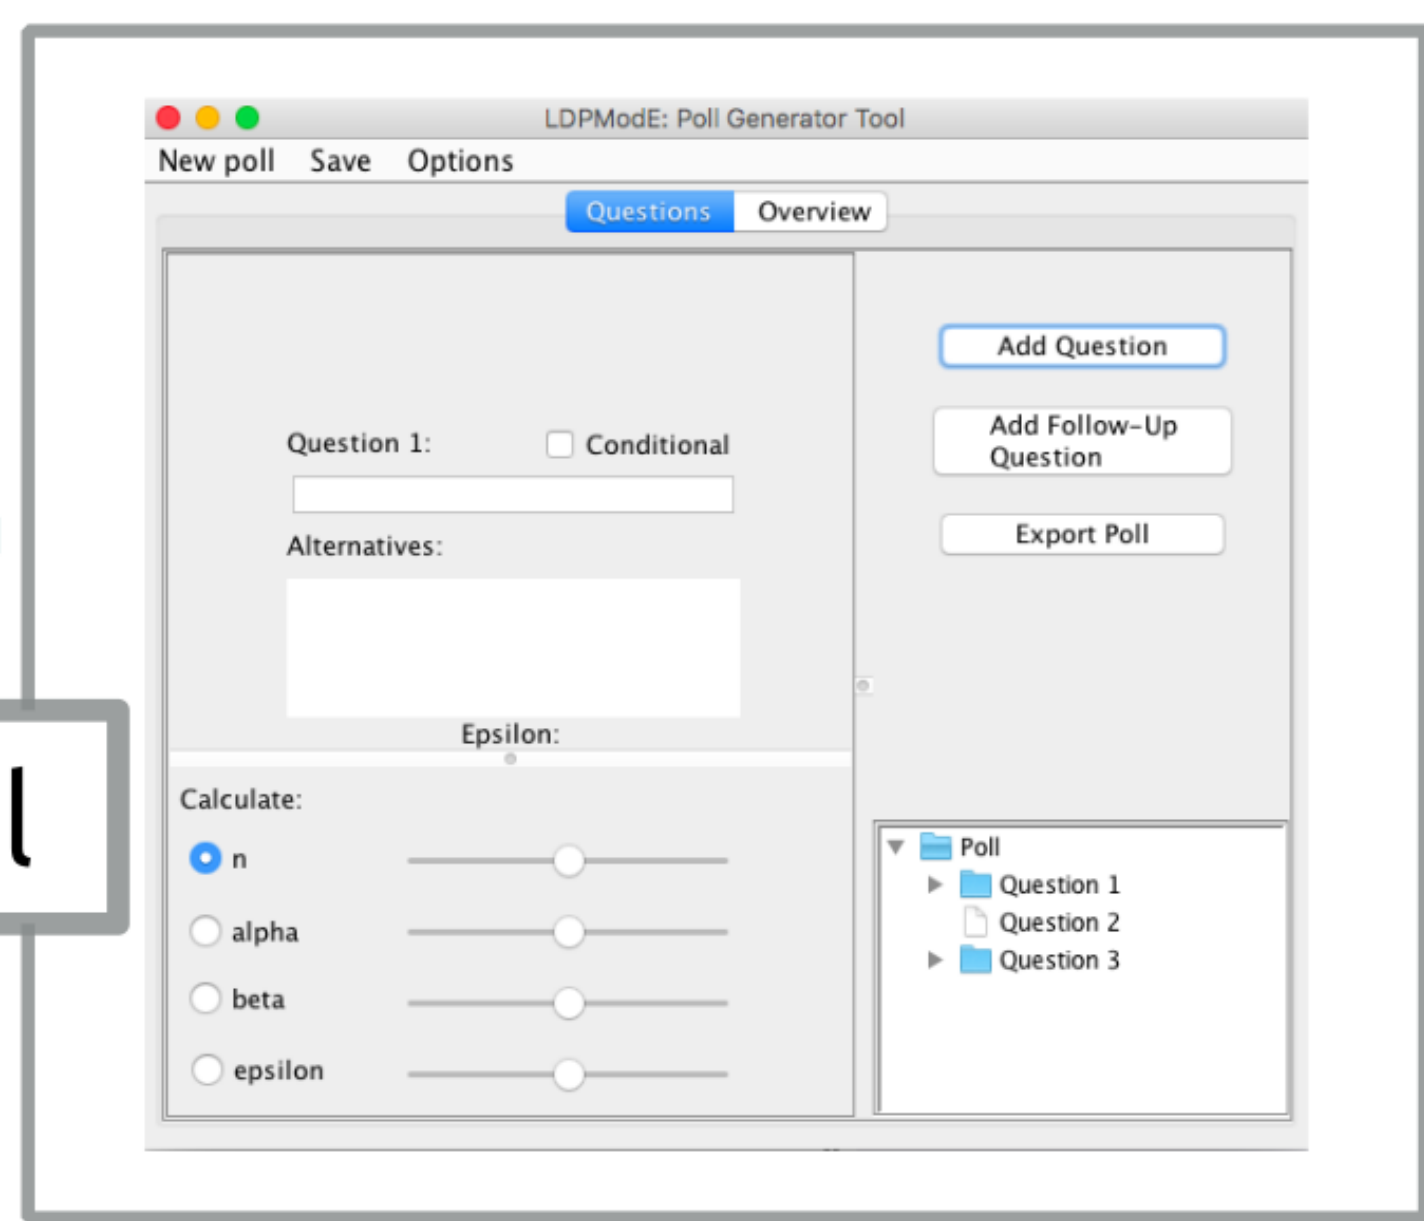 LDPModE: Poll Generator Tool
New poll Save Options
Questions Overview
Question 1: Conditional
Alternatives:
Epsilon:
Calculate:
n
alpha
beta
epsilon
Add Question
Add Follow-Up
Question
Export Poll
Poll
Question 1
Question 2
Question 3